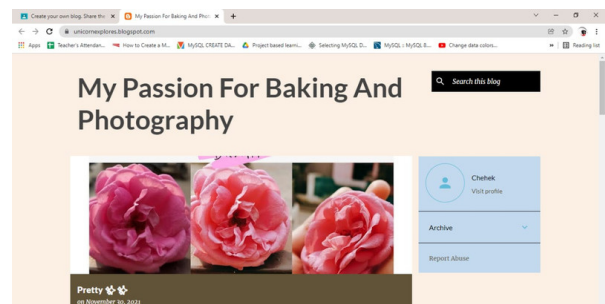 Create your own blog. Share the
My Passion For Baking And Phot
unicornexplores.blogspot.com
Apps
Teacher's Attendan...
How to Create a M...
MySQL CREATE DA...
Project based learni...
Selecting MySQL D...
MySQL :: MySQL 8...
Change data colors...
»
Reading list
My Passion For Baking And
Photography
Search this blog
Chehek
Visit profile
Archive
Report Abuse
Pretty
on November 30, 2021